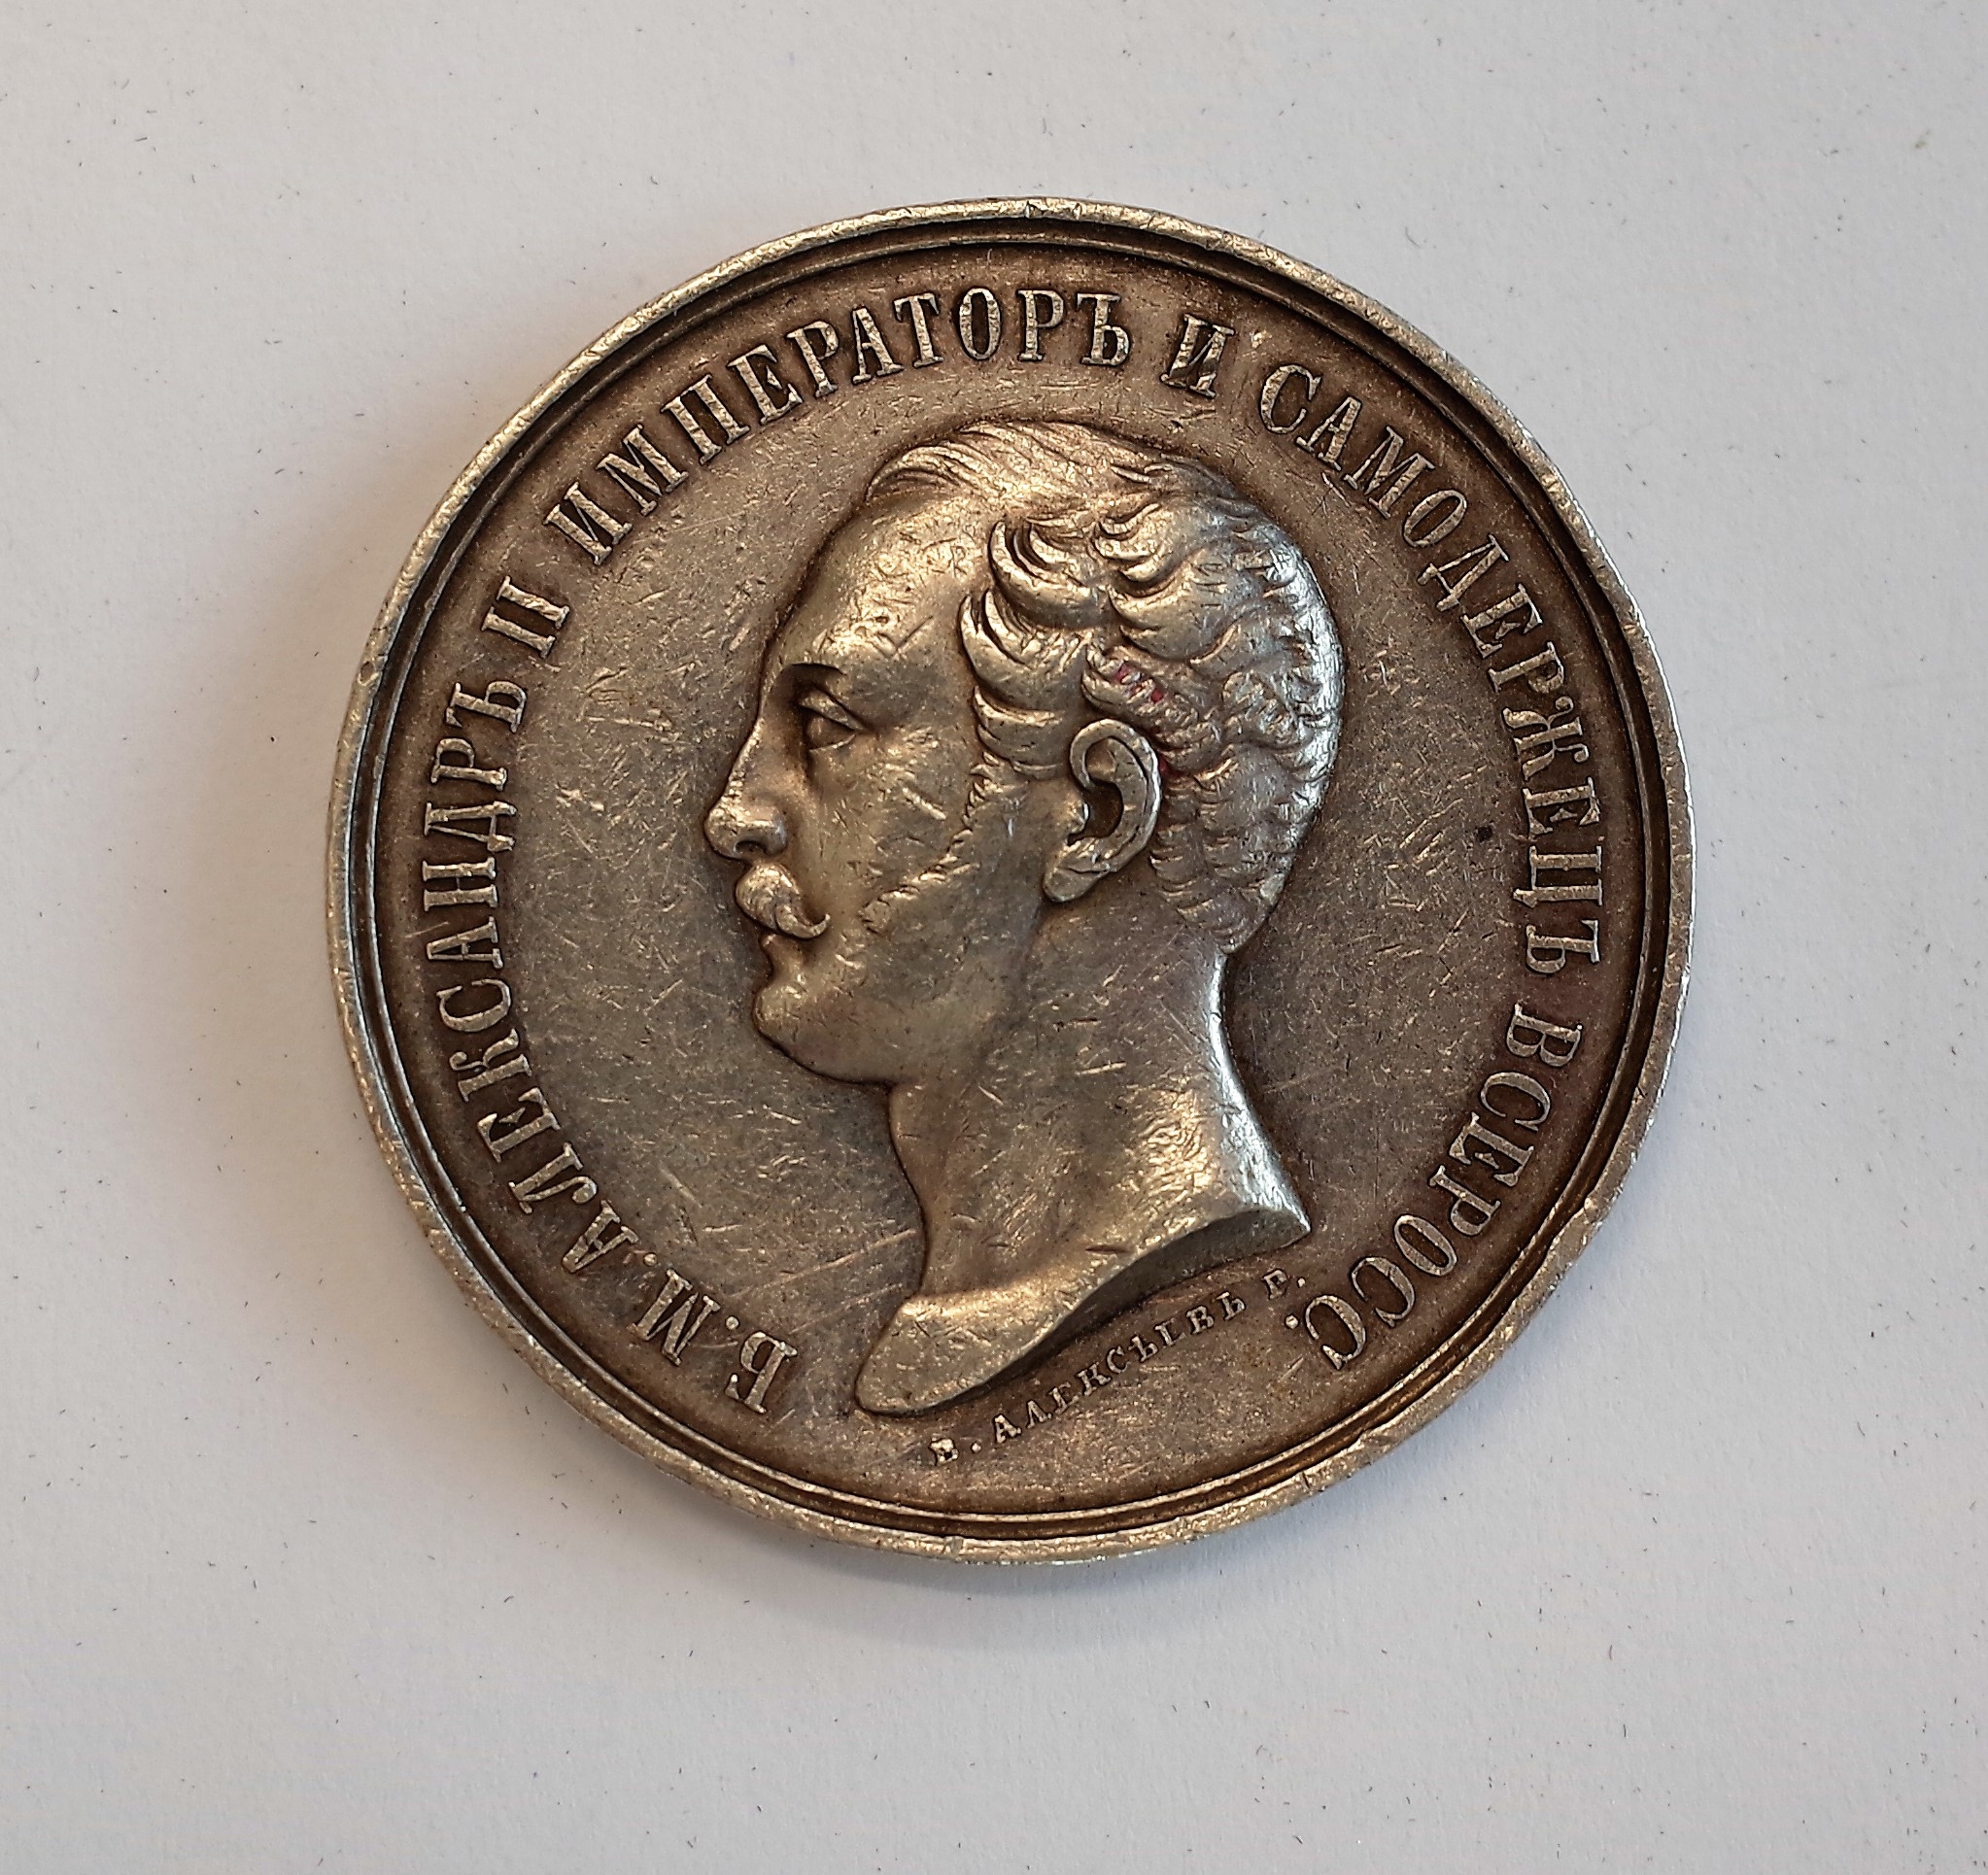 Б.М.АЛЕКСАНДРЪ II ИМПЕРАТОРЪ И САМОДЕРЖЕЦЪ ВСЕРОСС.
В.АЛЕКСѢЕВЪ Р.